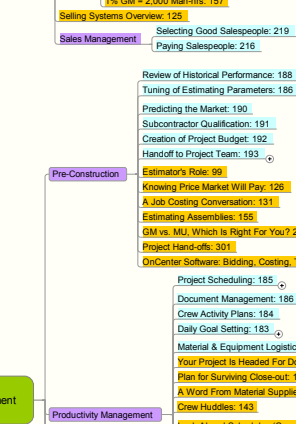 1% GM = 2,000 Man-hrs: 157
Selling Systems Overview: 125
Sales Management
Selecting Good Salespeople: 219
Paying Salespeople: 216
Pre-Construction
Review of Historical Performance: 188
Tuning of Estimating Parameters: 186
Predicting the Market: 190
Subcontractor Qualification: 191
Creation of Project Budget: 192
Handoff to Project Team: 193
Estimator's Role: 99
Knowing Price Market Will Pay: 126
A Job Costing Conversation: 131
Estimating Assemblies: 155
GM vs. MU, Which Is Right For You? 2
Project Hand-offs: 301
OnCenter Software: Bidding, Costing,
ment
Productivity Management
Project Scheduling: 185
Document Management: 186
Crew Activity Plans: 184
Daily Goal Setting: 183
Material & Equipment Logistic
Your Project Is Headed For Do
Plan for Surviving Close-out: 1
A Word From Material Supplie
Crew Huddles: 143